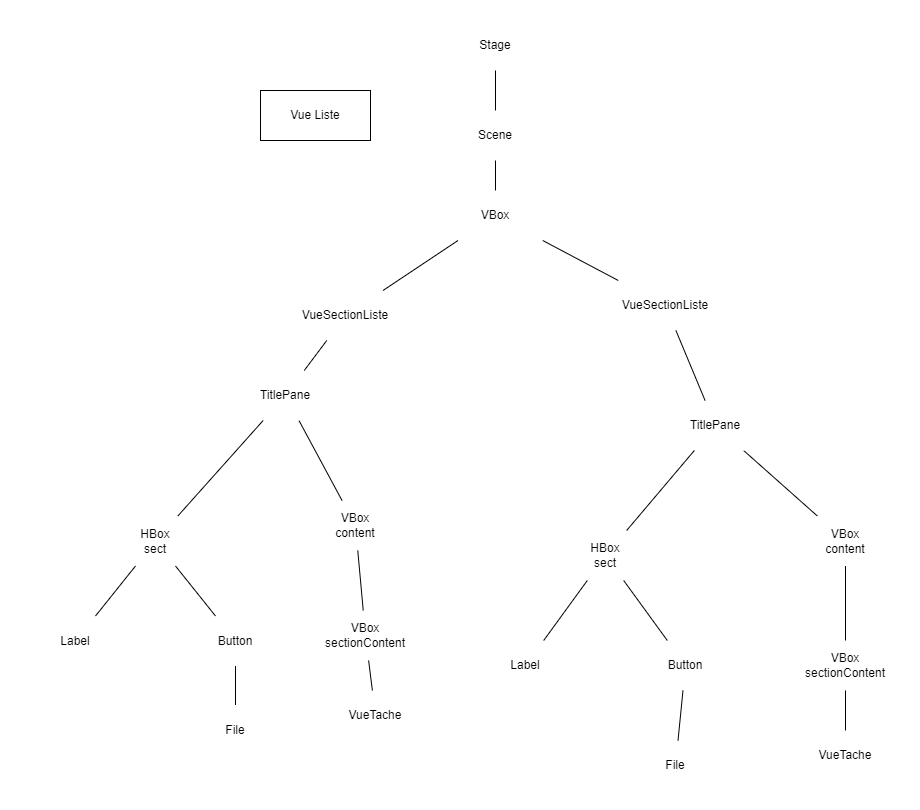 Stage
Vue Liste
Scene
VBox
VueSectionListe
VueSectionListe
TitlePane
TitlePane
HBox
sect
VBox
content
HBox
sect
VBox
content
Label
Button
VBox
sectionContent
Label
Button
VBox
sectionContent
File
VueTache
File
VueTache